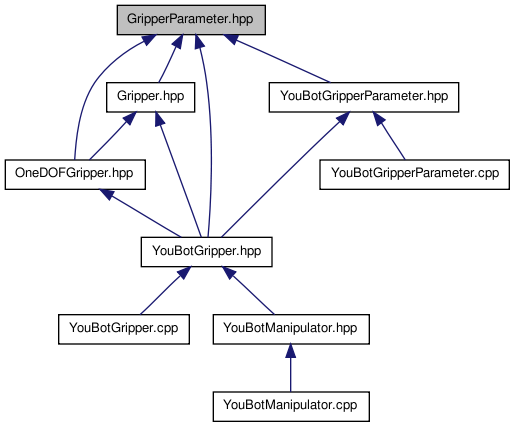 GripperParameter.hpp
Gripper.hpp
YouBotGripperParameter.hpp
OneDOFGripper.hpp
YouBotGripperParameter.cpp
YouBotGripper.hpp
YouBotGripper.cpp
YouBotManipulator.hpp
YouBotManipulator.cpp